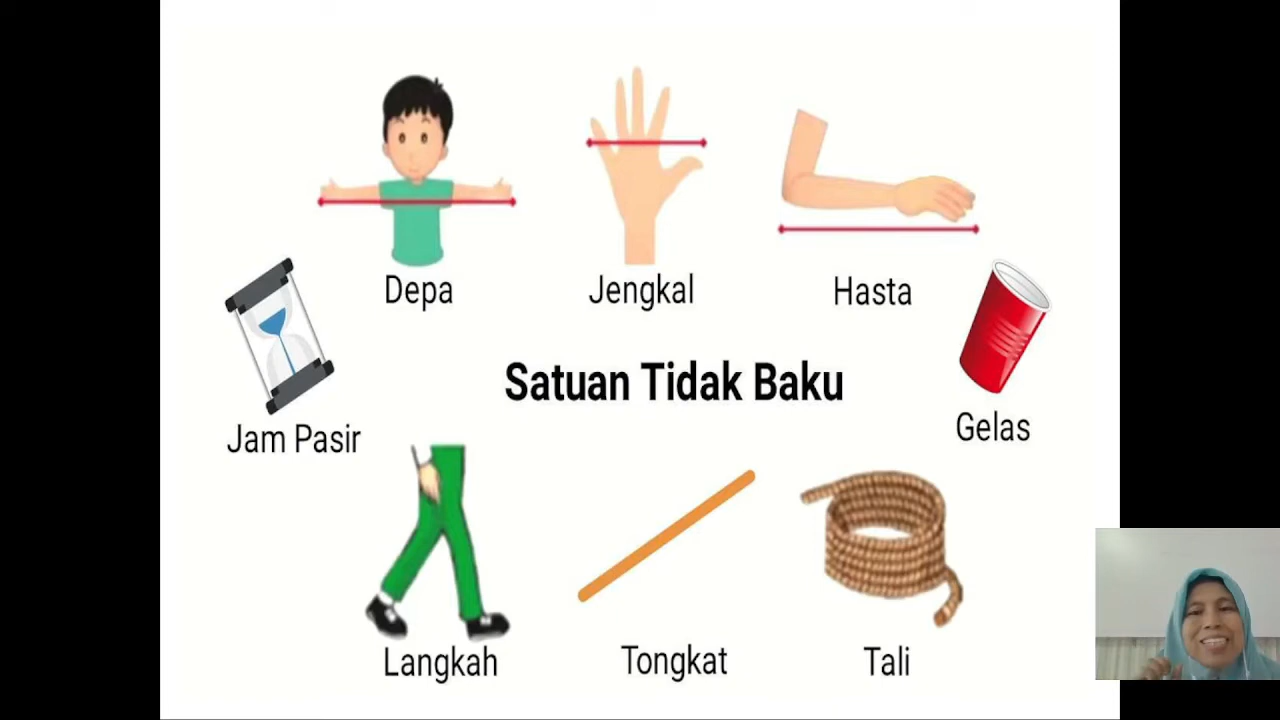 Depa
Jengkal
Hasta
Satuan Tidak Baku
Jam Pasir
Gelas
Langkah
Tongkat
Tali